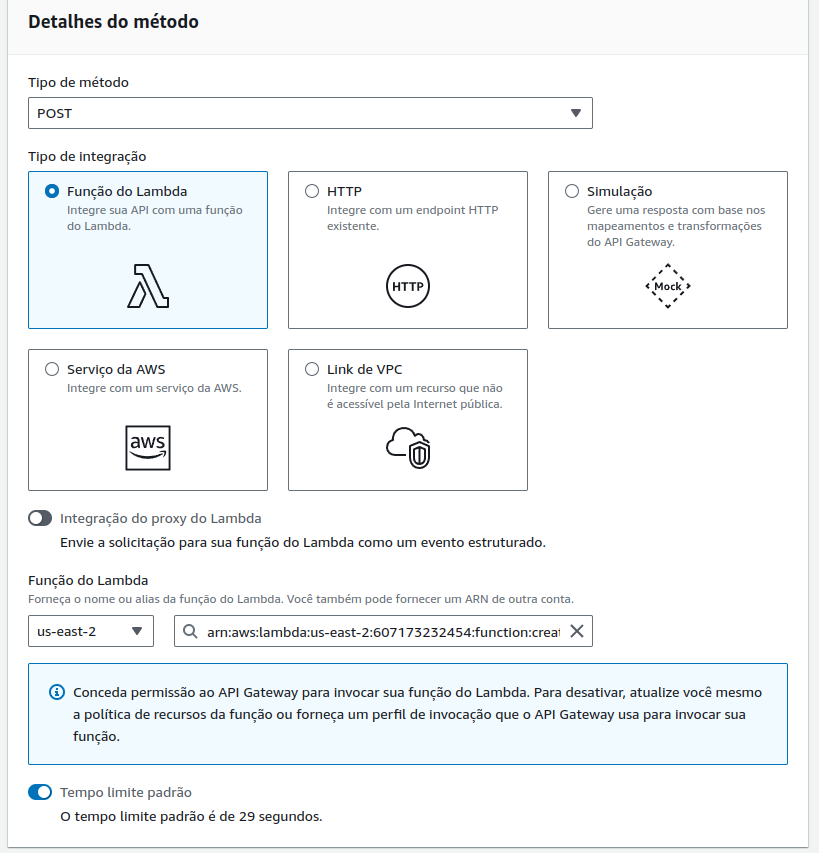 Detalhes do método
Tipo de método
POST
Tipo de integração
Função do Lambda
Integre sua API com uma função
do Lambda.
HTTP
Integre com um endpoint HTTP
existente.
HTTP
Simulação
Gere uma resposta com base nos
mapeamentos e transformações
do API Gateway.
Mock
Serviço da AWS
Integre com um serviço da AWS.
aws
Link de VPC
Integre com um recurso que não
é acessível pela Internet pública.
Integração do proxy do Lambda
Envie a solicitação para sua função do Lambda como um evento estruturado.
Função do Lambda
Forneça o nome ou alias da função do Lambda. Você também pode fornecer um ARN de outra conta.
us-east-2
arn:aws:lambda:us-east-2:607173232454:function:creat
Conceda permissão ao API Gateway para invocar sua função do Lambda. Para desativar, atualize você mesmo
a política de recursos da função ou forneça um perfil de invocação que o API Gateway usa para invocar sua
função.
Tempo limite padrão
O tempo limite padrão é de 29 segundos.